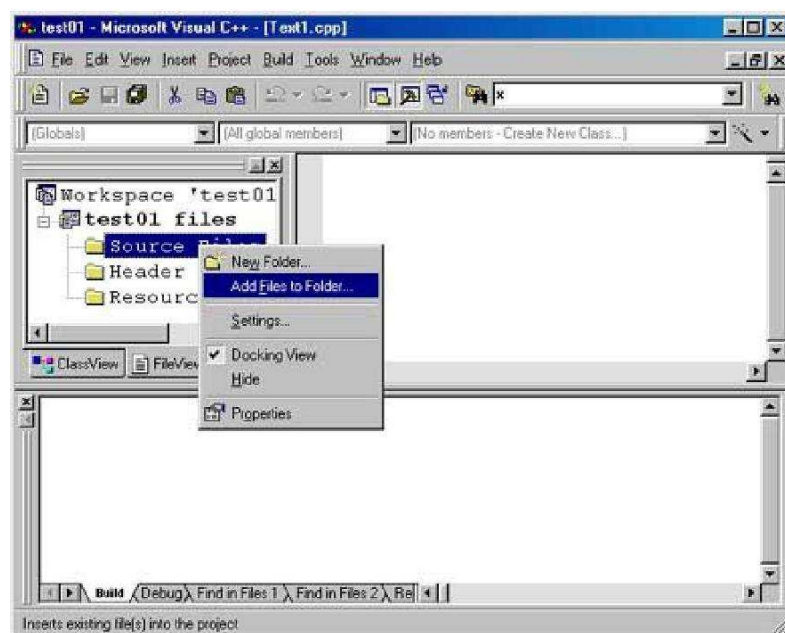 test01 - Microsoft Visual C++ - [Text1.cpp]
File Edit View Insert Project Build Tools Window Help
(Globals) (All global members) (No members - Create New Class...)
Workspace 'test01
test01 files
Source Files
Header
Resourc
New Folder...
Add Files to Folder...
Settings...
Docking View
Hide
Properties
ClassView FileView
Build Debug Find in Files 1 Find in Files 2 Re
Inserts existing file(s) into the project